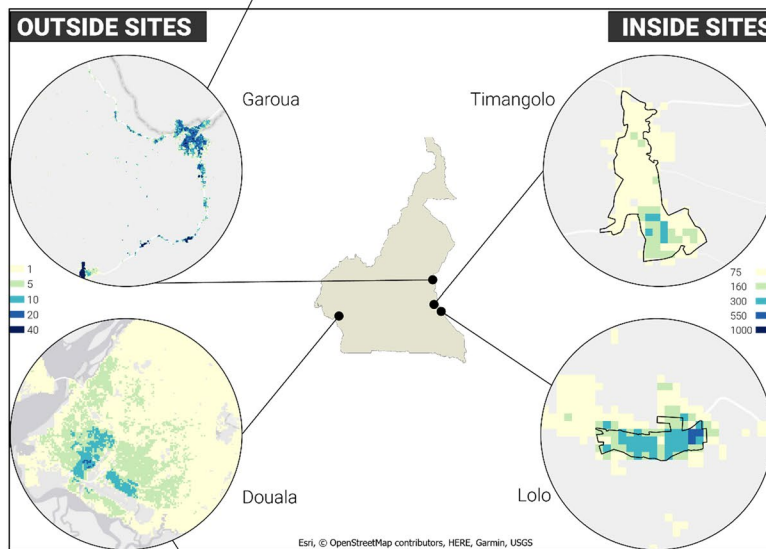 OUTSIDE SITES
INSIDE SITES
Garoua
Timangolo
1
5
10
20
40
75
160
300
550
1000
Douala
Lolo
Esri, © OpenStreetMap contributors, HERE, Garmin, USGS